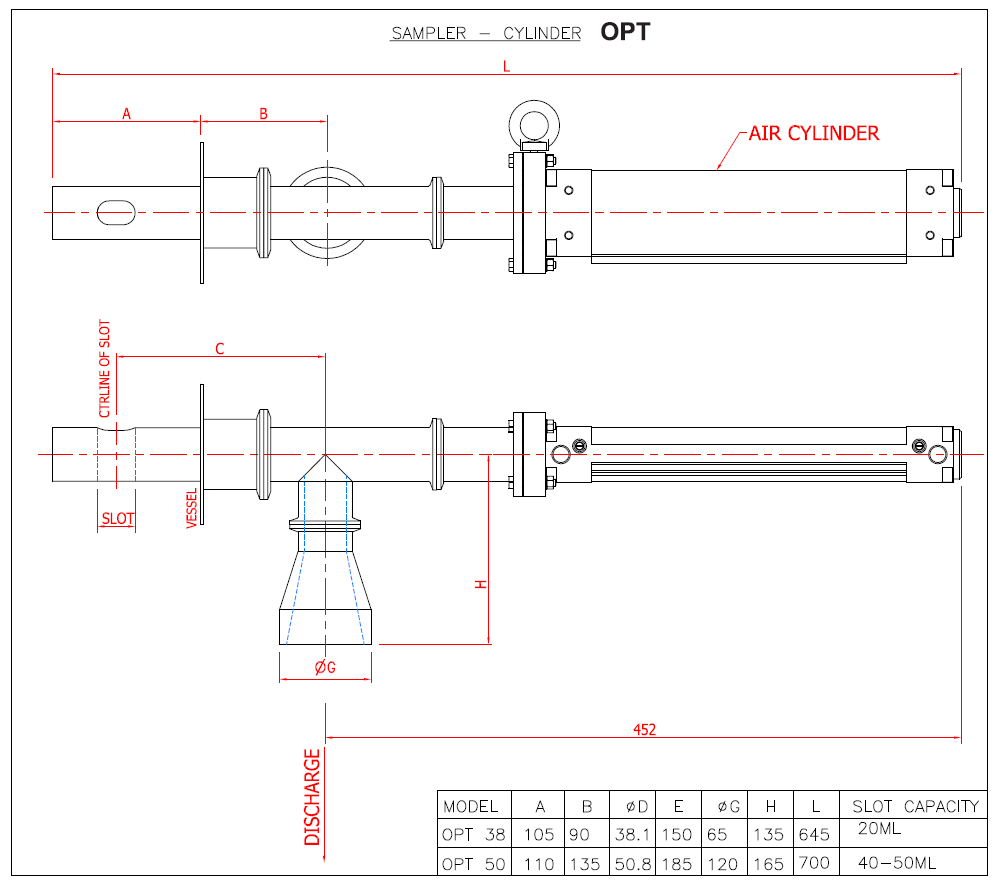 SAMPLER - CYLINDER OPT
L
A
B
AIR CYLINDER
CTRLINE OF SLOT
C
SLOT
VESSEL
H
ØG
452
DISCHARGE
MODEL A B ØD E ØG H L SLOT CAPACITY
OPT 38 105 90 38.1 150 65 135 645 20ML
OPT 50 110 135 50.8 185 120 165 700 40-50ML